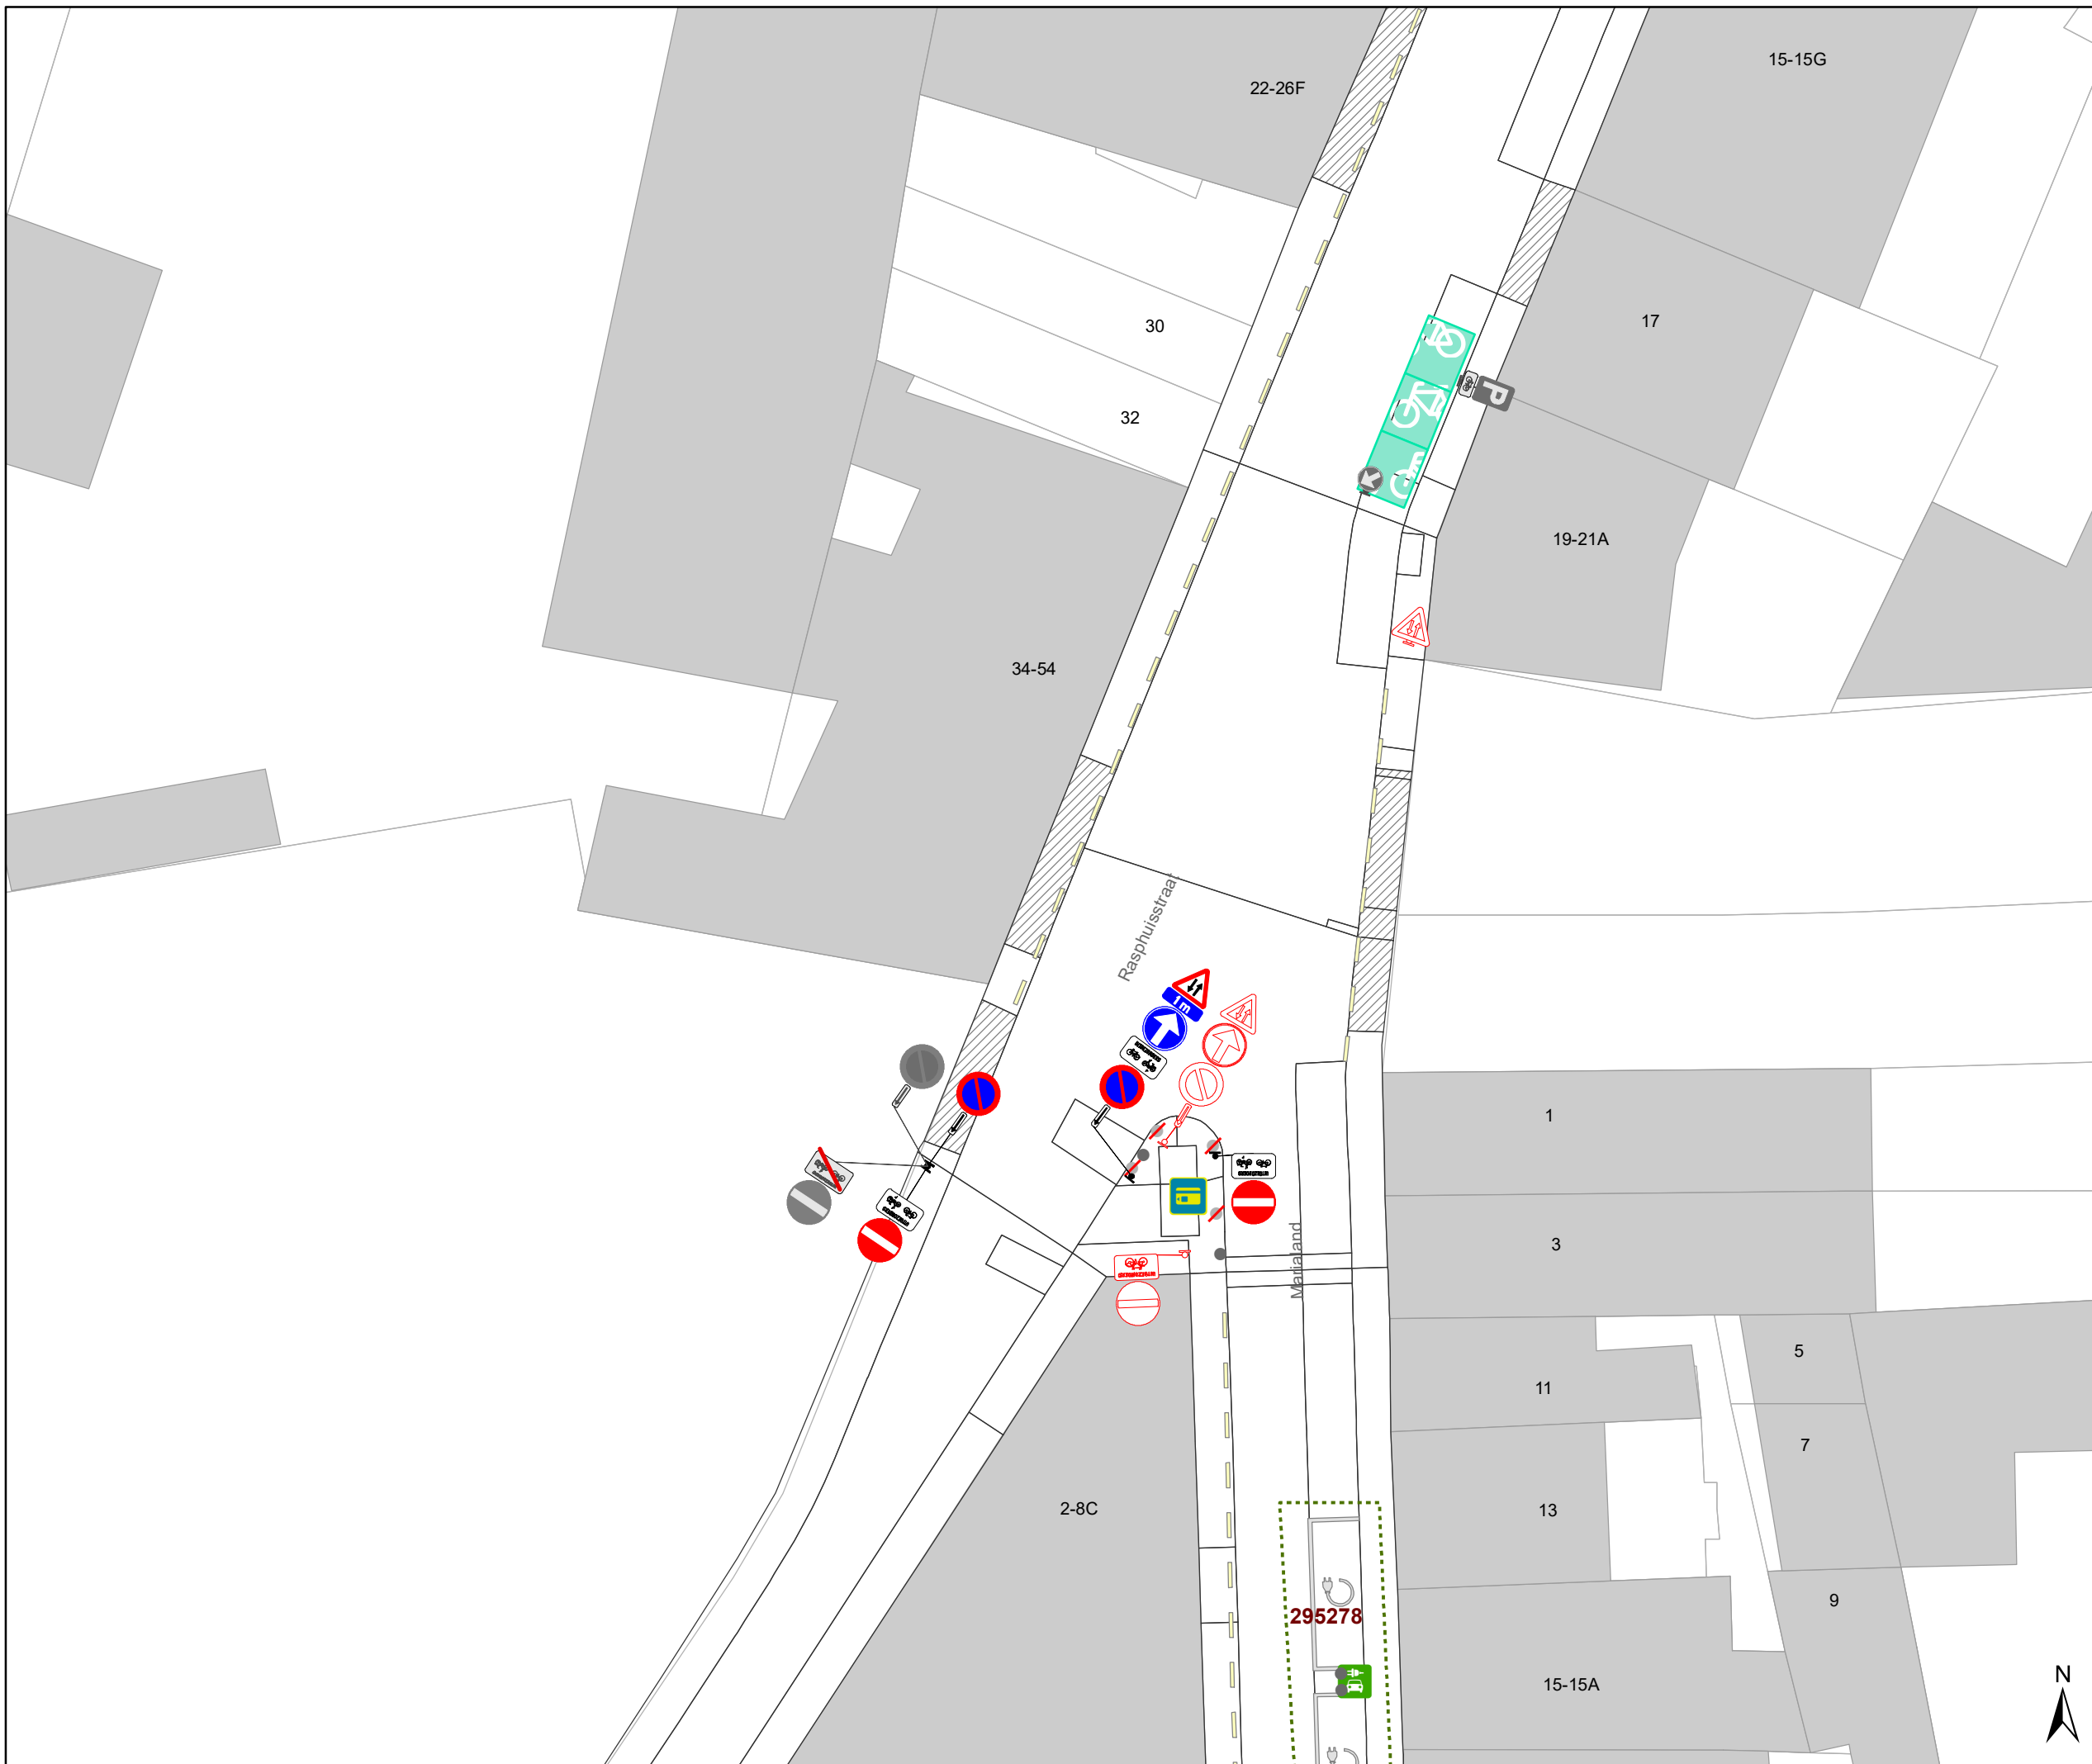 15-15G
22-26F
17
30
32
P
19-21A
34-54
Rasphuisstraat
1 m
1
3
Marialand
5
11
7
2-8C
13
9
295278
15-15A
N